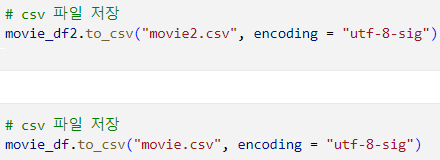 # csv 파일 저장
movie_df2.to_csv("movie2.csv", encoding = "utf-8-sig")
# csv 파일 저장
movie_df.to_csv("movie.csv", encoding = "utf-8-sig")